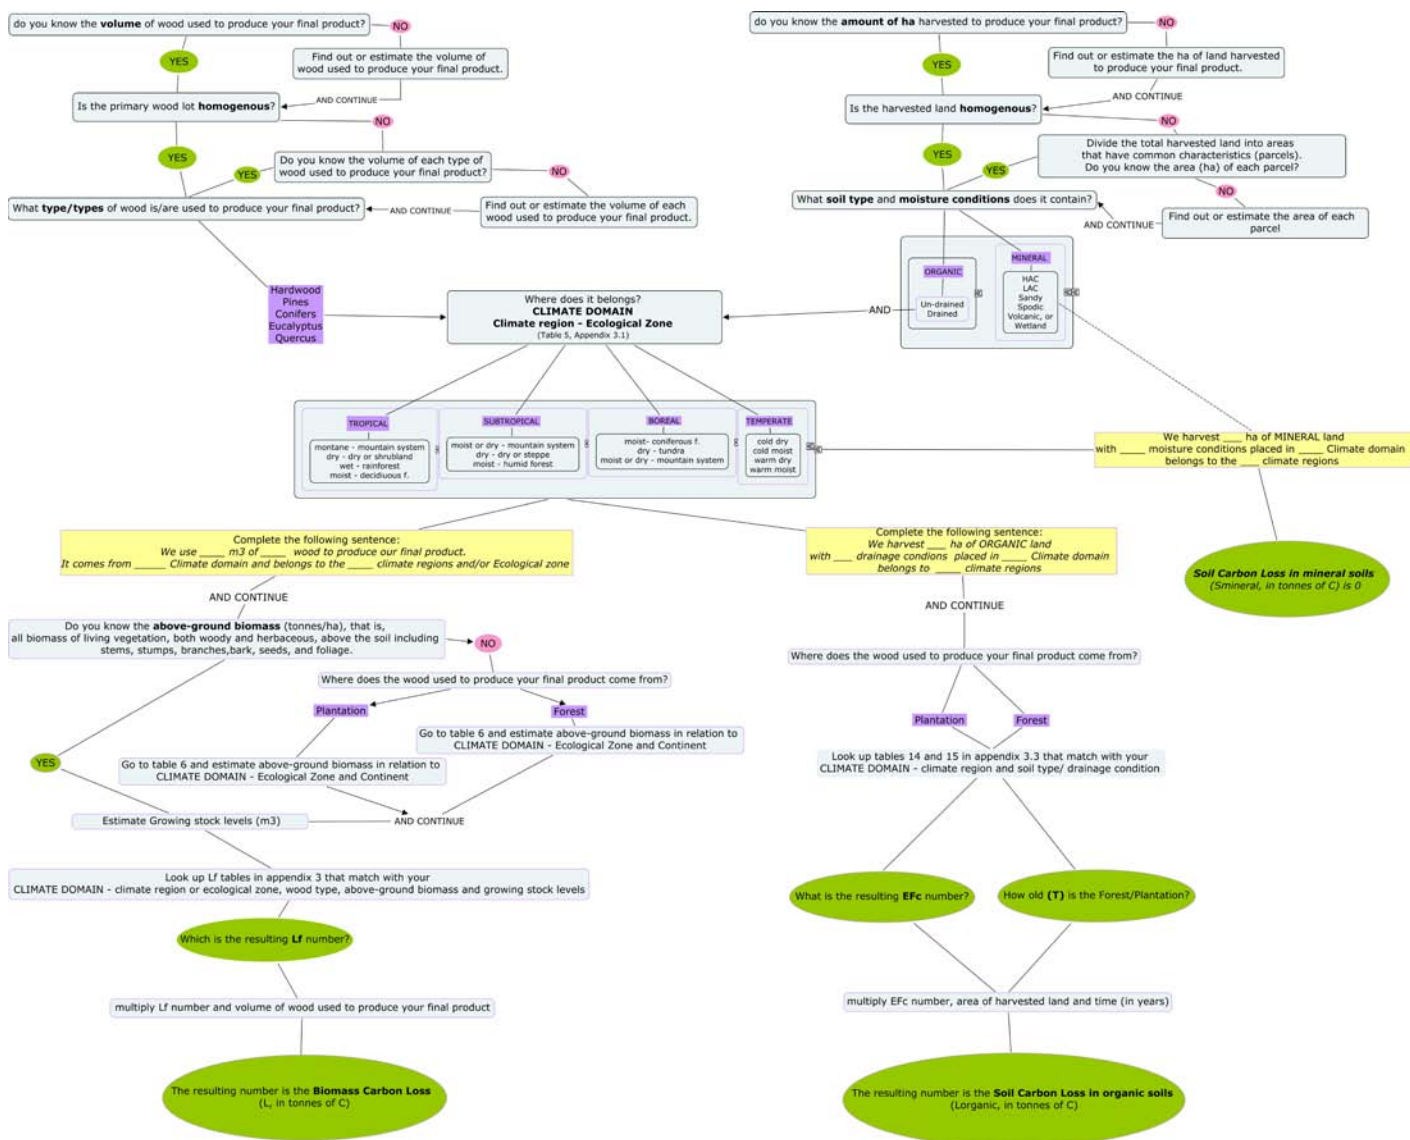 do you know the volume of wood used to produce your final product?
NO
YES
Find out or estimate the volume of
wood used to produce your final product.
AND CONTINUE
Is the primary wood lot homogenous?
NO
YES
Do you know the volume of each type of
wood used to produce your final product?
YES
NO
What type/types of wood is/are used to produce your final product?
AND CONTINUE
Find out or estimate the volume of each
wood used to produce your final product.
Hardwood
Pines
Conifers
Eucalyptus
Quercus
do you know the amount of ha harvested to produce your final product?
NO
YES
Find out or estimate the ha of land harvested
to produce your final product.
AND CONTINUE
Is the harvested land homogenous?
NO
YES
Divide the total harvested land into areas
that have common characteristics (parcels).
Do you know the area (ha) of each parcel?
YES
NO
What soil type and moisture conditions does it contain?
AND CONTINUE
Find out or estimate the area of each
parcel
ORGANIC
Un-drained
Drained
MINERAL
HAC
LAC
Sandy
Spodic
Volcanic, or
Wetland
AND
Where does it belongs?
CLIMATE DOMAIN
Climate region - Ecological Zone
(Table 5, Appendix 3.1)
TROPICAL
montane - mountain system
dry - dry or shrubland
wet - rainforest
moist - decidiuous f.
SUBTROPICAL
moist or dry - mountain system
dry - dry or steppe
moist - humid forest
BOREAL
moist- coniferous f.
dry - tundra
moist or dry - mountain system
TEMPERATE
cold dry
cold moist
warm dry
warm moist
We harvest ___ ha of MINERAL land
with ____ moisture conditions placed in ____ Climate domain
belongs to the ___ climate regions
Soil Carbon Loss in mineral soils
(Smineral, in tonnes of C) is 0
Complete the following sentence:
We use ____ m3 of ____ wood to produce our final product.
It comes from _____ Climate domain and belongs to the ____ climate regions and/or Ecological zone
AND CONTINUE
Do you know the above-ground biomass (tonnes/ha), that is,
all biomass of living vegetation, both woody and herbaceous, above the soil including
stems, stumps, branches,bark, seeds, and foliage.
NO
Where does the wood used to produce your final product come from?
Plantation
Forest
Go to table 6 and estimate above-ground biomass in relation to
CLIMATE DOMAIN - Ecological Zone and Continent
YES
Go to table 6 and estimate above-ground biomass in relation to
CLIMATE DOMAIN - Ecological Zone and Continent
Estimate Growing stock levels (m3)
AND CONTINUE
Look up Lf tables in appendix 3 that match with your
CLIMATE DOMAIN - climate region or ecological zone, wood type, above-ground biomass and growing stock levels
Which is the resulting Lf number?
multiply Lf number and volume of wood used to produce your final product
The resulting number is the Biomass Carbon Loss
(L, in tonnes of C)
Complete the following sentence:
We harvest ___ ha of ORGANIC land
with ___ drainage condions placed in ____ Climate domain
belongs to ____ climate regions
AND CONTINUE
Where does the wood used to produce your final product come from?
Plantation
Forest
Look up tables 14 and 15 in appendix 3.3 that match with your
CLIMATE DOMAIN - climate region and soil type/ drainage condition
What is the resulting EFc number?
How old (T) is the Forest/Plantation?
multiply EFc number, area of harvested land and time (in years)
The resulting number is the Soil Carbon Loss in organic soils
(Lorganic, in tonnes of C)